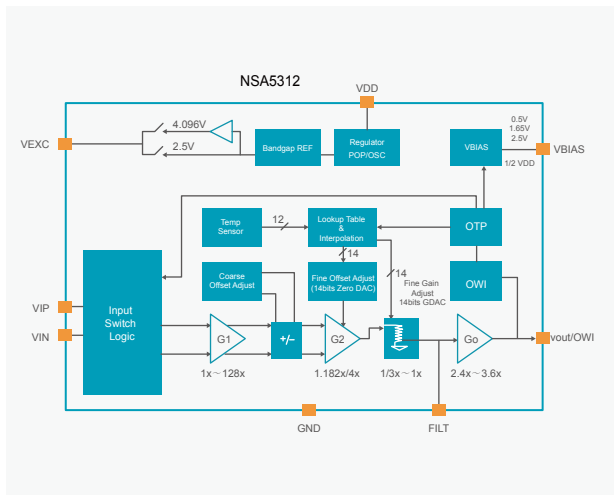 NSA5312
VDD
4.096V
2.5V
VEXC
Bandgap REF
Regulator
POP/OSC
VBIAS
0.5V
1.65V
2.5V
1/2 VDD
VBIAS
Temp
Sensor
12
Lookup Table
&
Interpolation
OTP
14
14
Coarse
Offset Adjust
Fine Offset Adjust
(14bits Zero DAC)
Fine Gain
Adjust
14bits GDAC
OWI
VIP
VIN
Input
Switch
Logic
G1
+/−
G2
Go
vout/OWI
1x～128x
1.182x/4x
1/3x～1x
2.4x～3.6x
GND
FILT